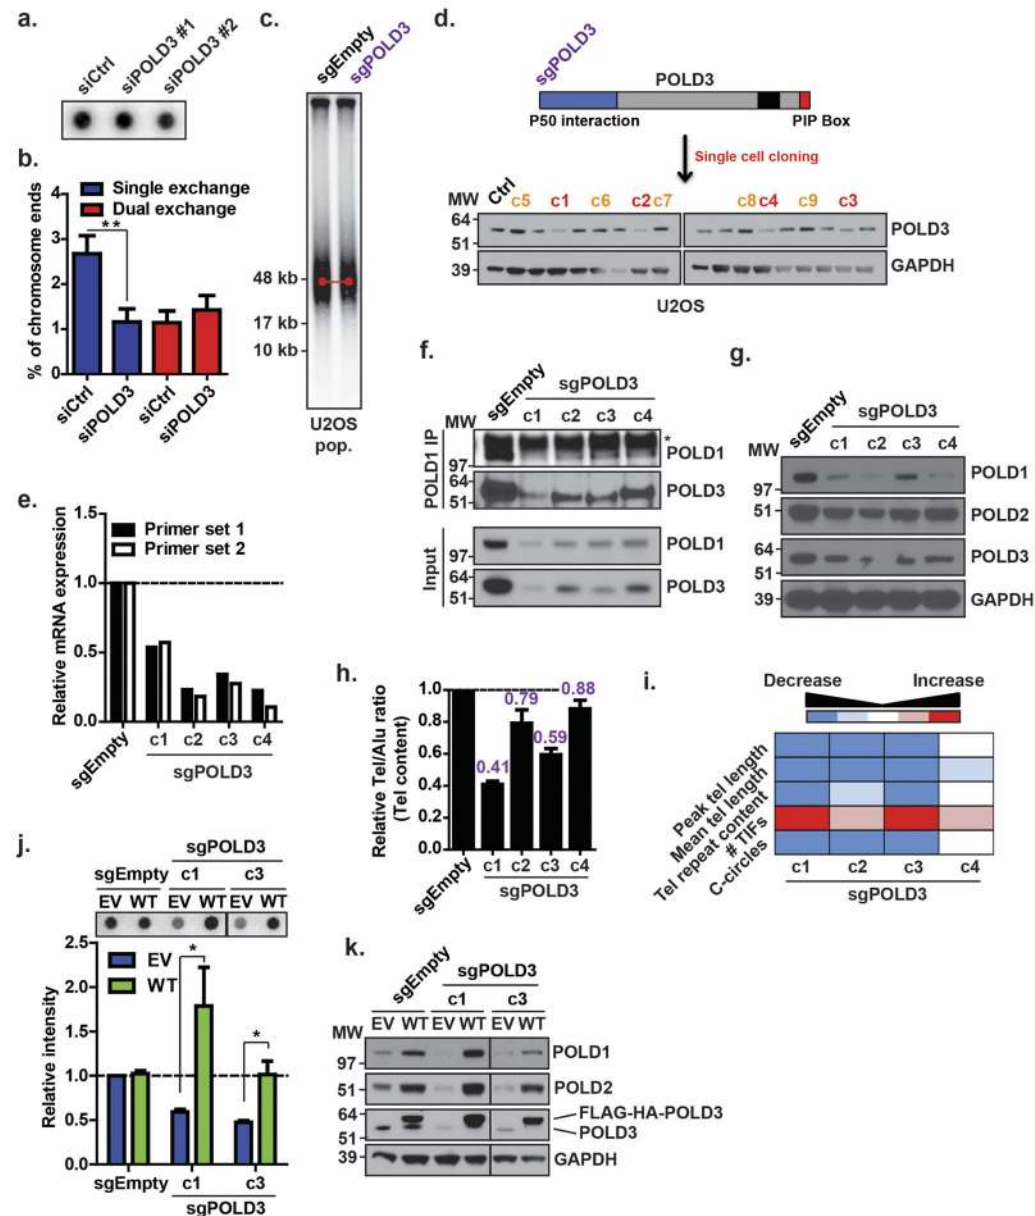 a.
siCtrl
siPOLD3 #1
siPOLD3 #2
b.
Single exchange
Dual exchange
**
% of chromosome ends
4
3
2
1
0
siCtrl
siPOLD3
siCtrl
siPOLD3
c.
sgEmpty
sgPOLD3
48 kb
17 kb
10 kb
U2OS
pop.
d.
sgPOLD3
POLD3
P50 interaction
PIP Box
Single cell cloning
MW
Ctrl
c5
c1
c6
c2
c7
c8
c4
c9
c3
64
51
39
POLD3
GAPDH
U2OS
e.
Primer set 1
Primer set 2
Relative mRNA expression
1.5
1.0
0.5
0.0
sgEmpty
c1
c2
c3
c4
sgPOLD3
f.
sgEmpty
sgPOLD3
MW
c1
c2
c3
c4
POLD1 IP
*
POLD1
97
64
51
POLD3
Input
POLD1
97
64
51
POLD3
g.
sgEmpty
sgPOLD3
MW
c1
c2
c3
c4
POLD1
97
51
POLD2
64
51
POLD3
39
GAPDH
h.
Relative Tel/Alu ratio
(Tel content)
1.0
0.8
0.6
0.4
0.2
0.0
0.41
0.79
0.59
0.88
sgEmpty
c1
c2
c3
c4
sgPOLD3
i.
Decrease
Increase
Peak tel length
Mean tel length
Tel repeat content
# TIFs
C-circles
c1
c2
c3
c4
sgPOLD3
j.
sgPOLD3
sgEmpty
c1
c3
EV WT EV WT EV WT
EV
WT
*
*
Relative intensity
2.5
2.0
1.5
1.0
0.5
0.0
sgEmpty
c1
c3
sgPOLD3
k.
sgEmpty
sgPOLD3
c1
c3
MW
EV WT EV WT EV WT
POLD1
97
POLD2
51
64
51
FLAG-HA-POLD3
POLD3
39
GAPDH